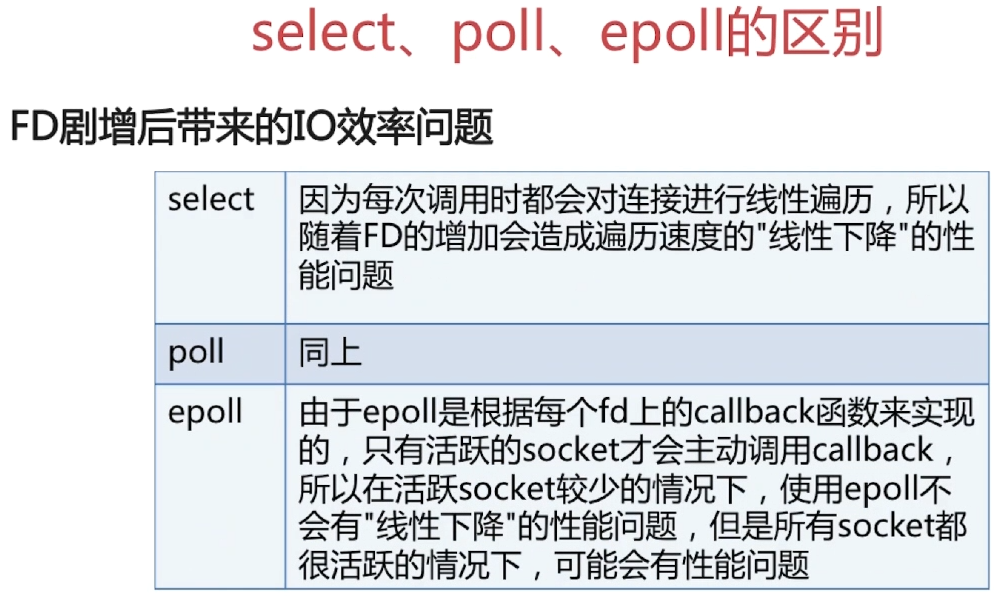 select、poll、epoll的区别
FD剧增后带来的IO效率问题
select
因为每次调用时都会对连接进行线性遍历，所以
随着FD的增加会造成遍历速度的"线性下降"的性
能问题
poll
同上
epoll
由于epoll是根据每个fd上的callback函数来实现
的，只有活跃的socket才会主动调用callback，
所以在活跃socket较少的情况下，使用epoll不
会有"线性下降"的性能问题，但是所有socket都
很活跃的情况下，可能会有性能问题